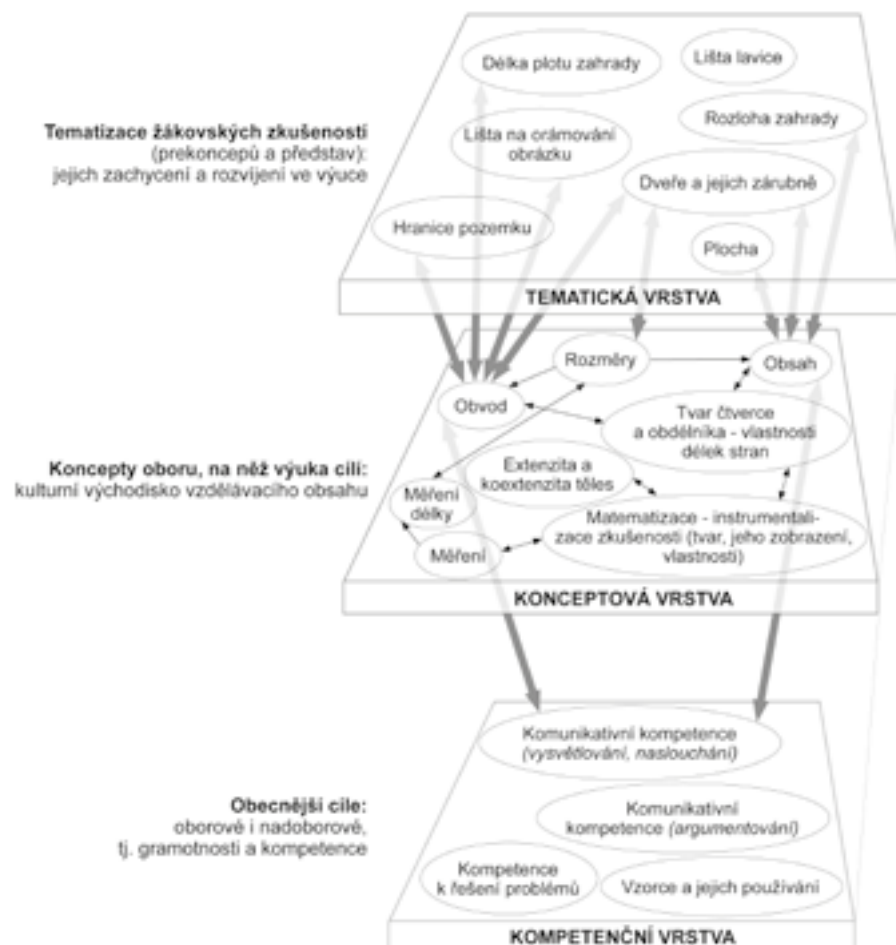 Délka plotu zahrady
Lišta lavice
Rozloha zahrady
Tematizace žákovských zkušeností
(prekonceptů a představ):
jejich zachycení a rozvíjení ve výuce
Lišta na orámování
obrázku
Dveře a jejich zárubně
Hranice pozemku
Plocha
TEMATICKÁ VRSTVA
Rozměry
Obsah
Obvod
Tvar čtverce
a obdélníka - vlastnosti
délek stran
Koncepty oboru, na něž výuka cílí:
kulturní východisko vzdělávacího obsahu
Extenzita a
koextenzita těles
Měření
délky
Matematizace - instrumentali-
zace zkušenosti (tvar, jeho zobrazení,
vlastnosti)
Měření
KONCEPTOVÁ VRSTVA
Komunikativní kompetence
(vysvětlování, naslouchání)
Obecnější cíle:
oborové i nadoborové,
tj. gramotnosti a kompetence
Komunikativní
kompetence (argumentování)
Kompetence
k řešení problémů
Vzorce a jejich používání
KOMPETENČNÍ VRSTVA